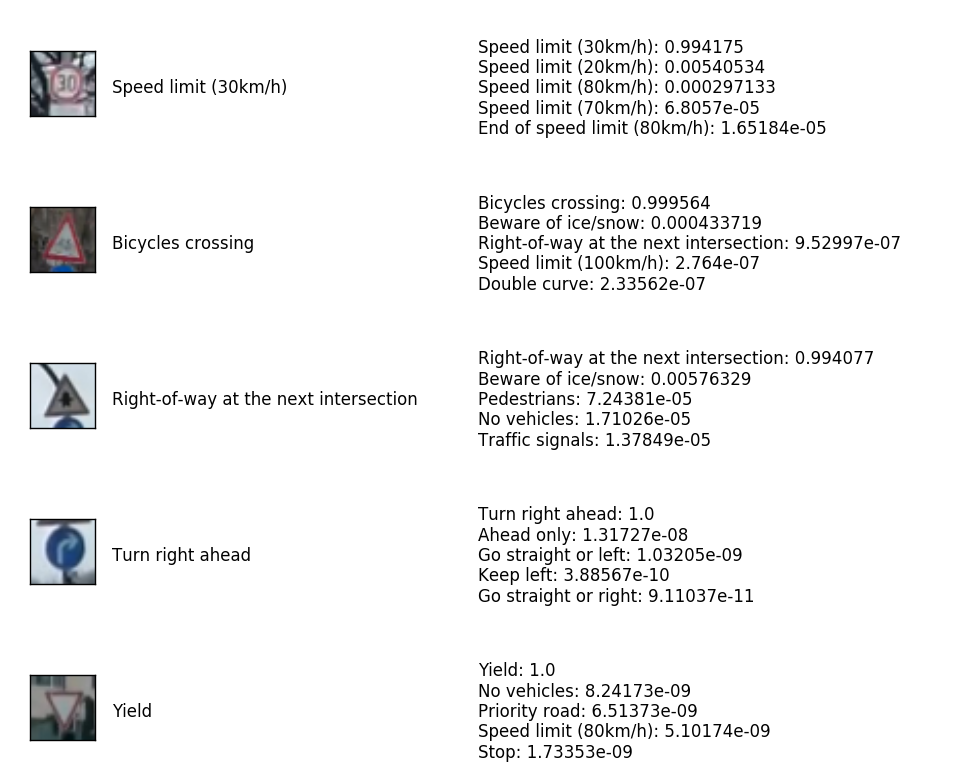 Speed limit (30km/h)
Speed limit (30km/h): 0.994175
Speed limit (20km/h): 0.00540534
Speed limit (80km/h): 0.000297133
Speed limit (70km/h): 6.8057e-05
End of speed limit (80km/h): 1.65184e-05
30
Bicycles crossing
Bicycles crossing: 0.999564
Beware of ice/snow: 0.000433719
Right-of-way at the next intersection: 9.52997e-07
Speed limit (100km/h): 2.764e-07
Double curve: 2.33562e-07
Right-of-way at the next intersection
Right-of-way at the next intersection: 0.994077
Beware of ice/snow: 0.00576329
Pedestrians: 7.24381e-05
No vehicles: 1.71026e-05
Traffic signals: 1.37849e-05
Turn right ahead
Turn right ahead: 1.0
Ahead only: 1.31727e-08
Go straight or left: 1.03205e-09
Keep left: 3.88567e-10
Go straight or right: 9.11037e-11
Yield
Yield: 1.0
No vehicles: 8.24173e-09
Priority road: 6.51373e-09
Speed limit (80km/h): 5.10174e-09
Stop: 1.73353e-09